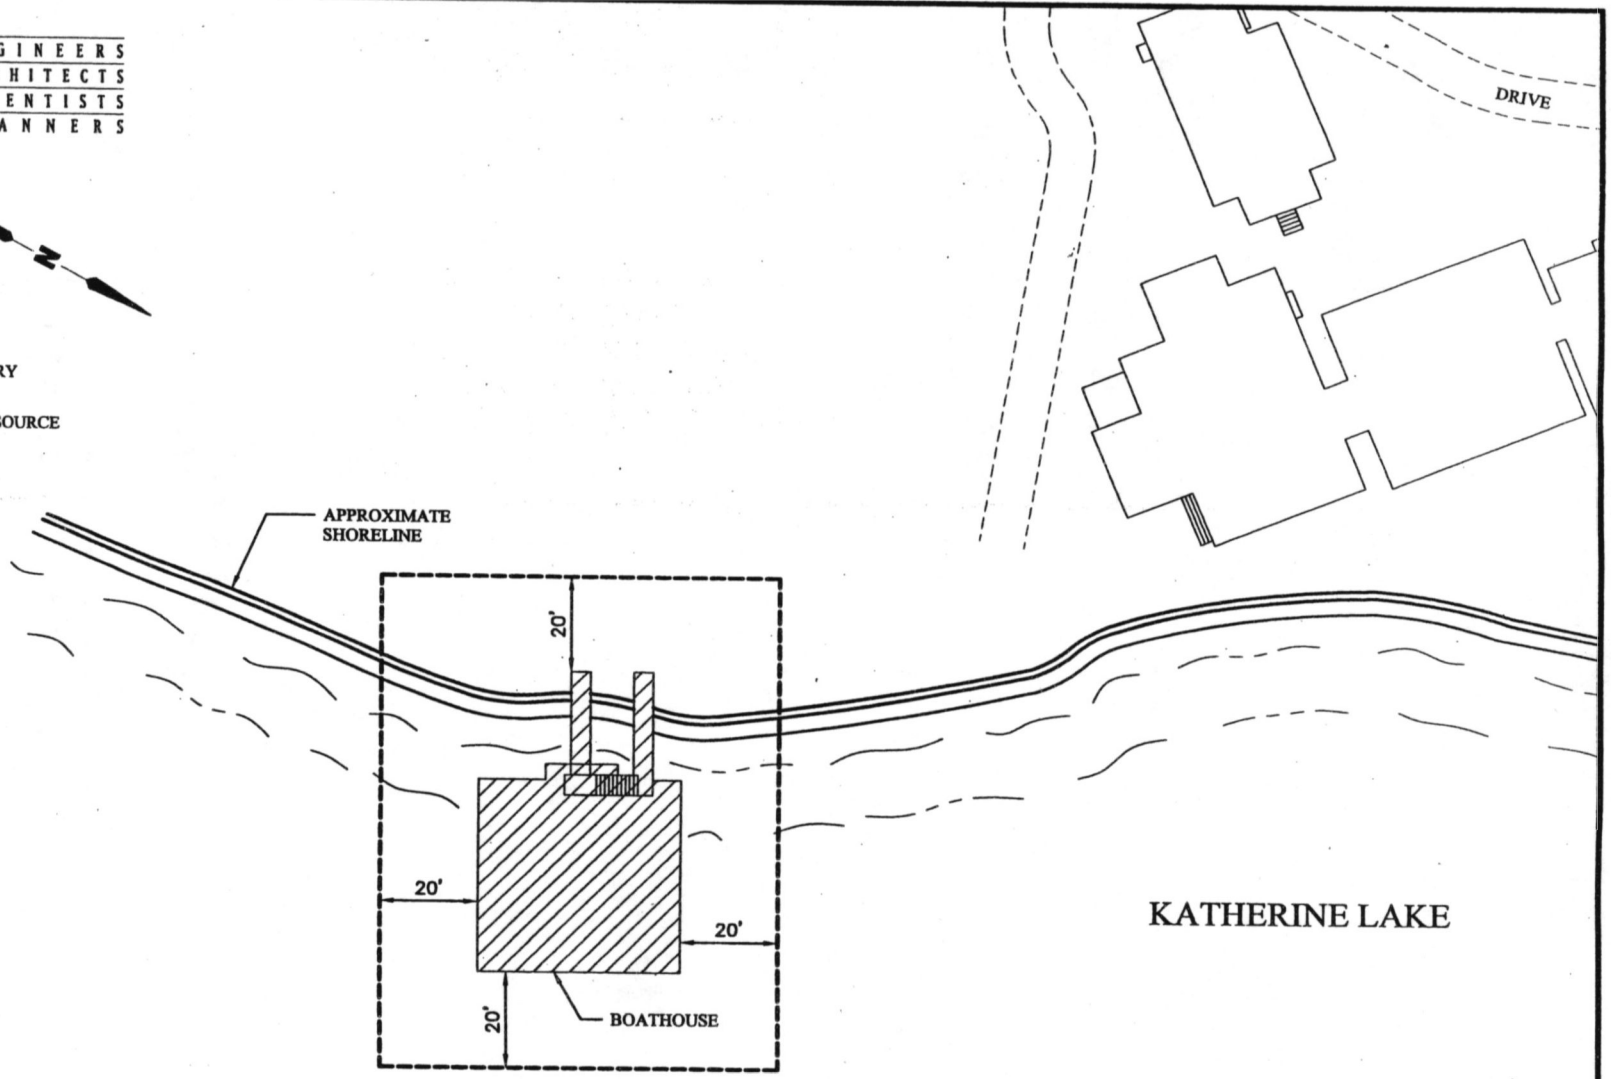 GINEERS
HITECTS
ENTISTS
ANNERS
DRIVE
N
RY
SOURCE
APPROXIMATE
SHORELINE
20'
20'
20'
KATHERINE LAKE
20'
BOATHOUSE